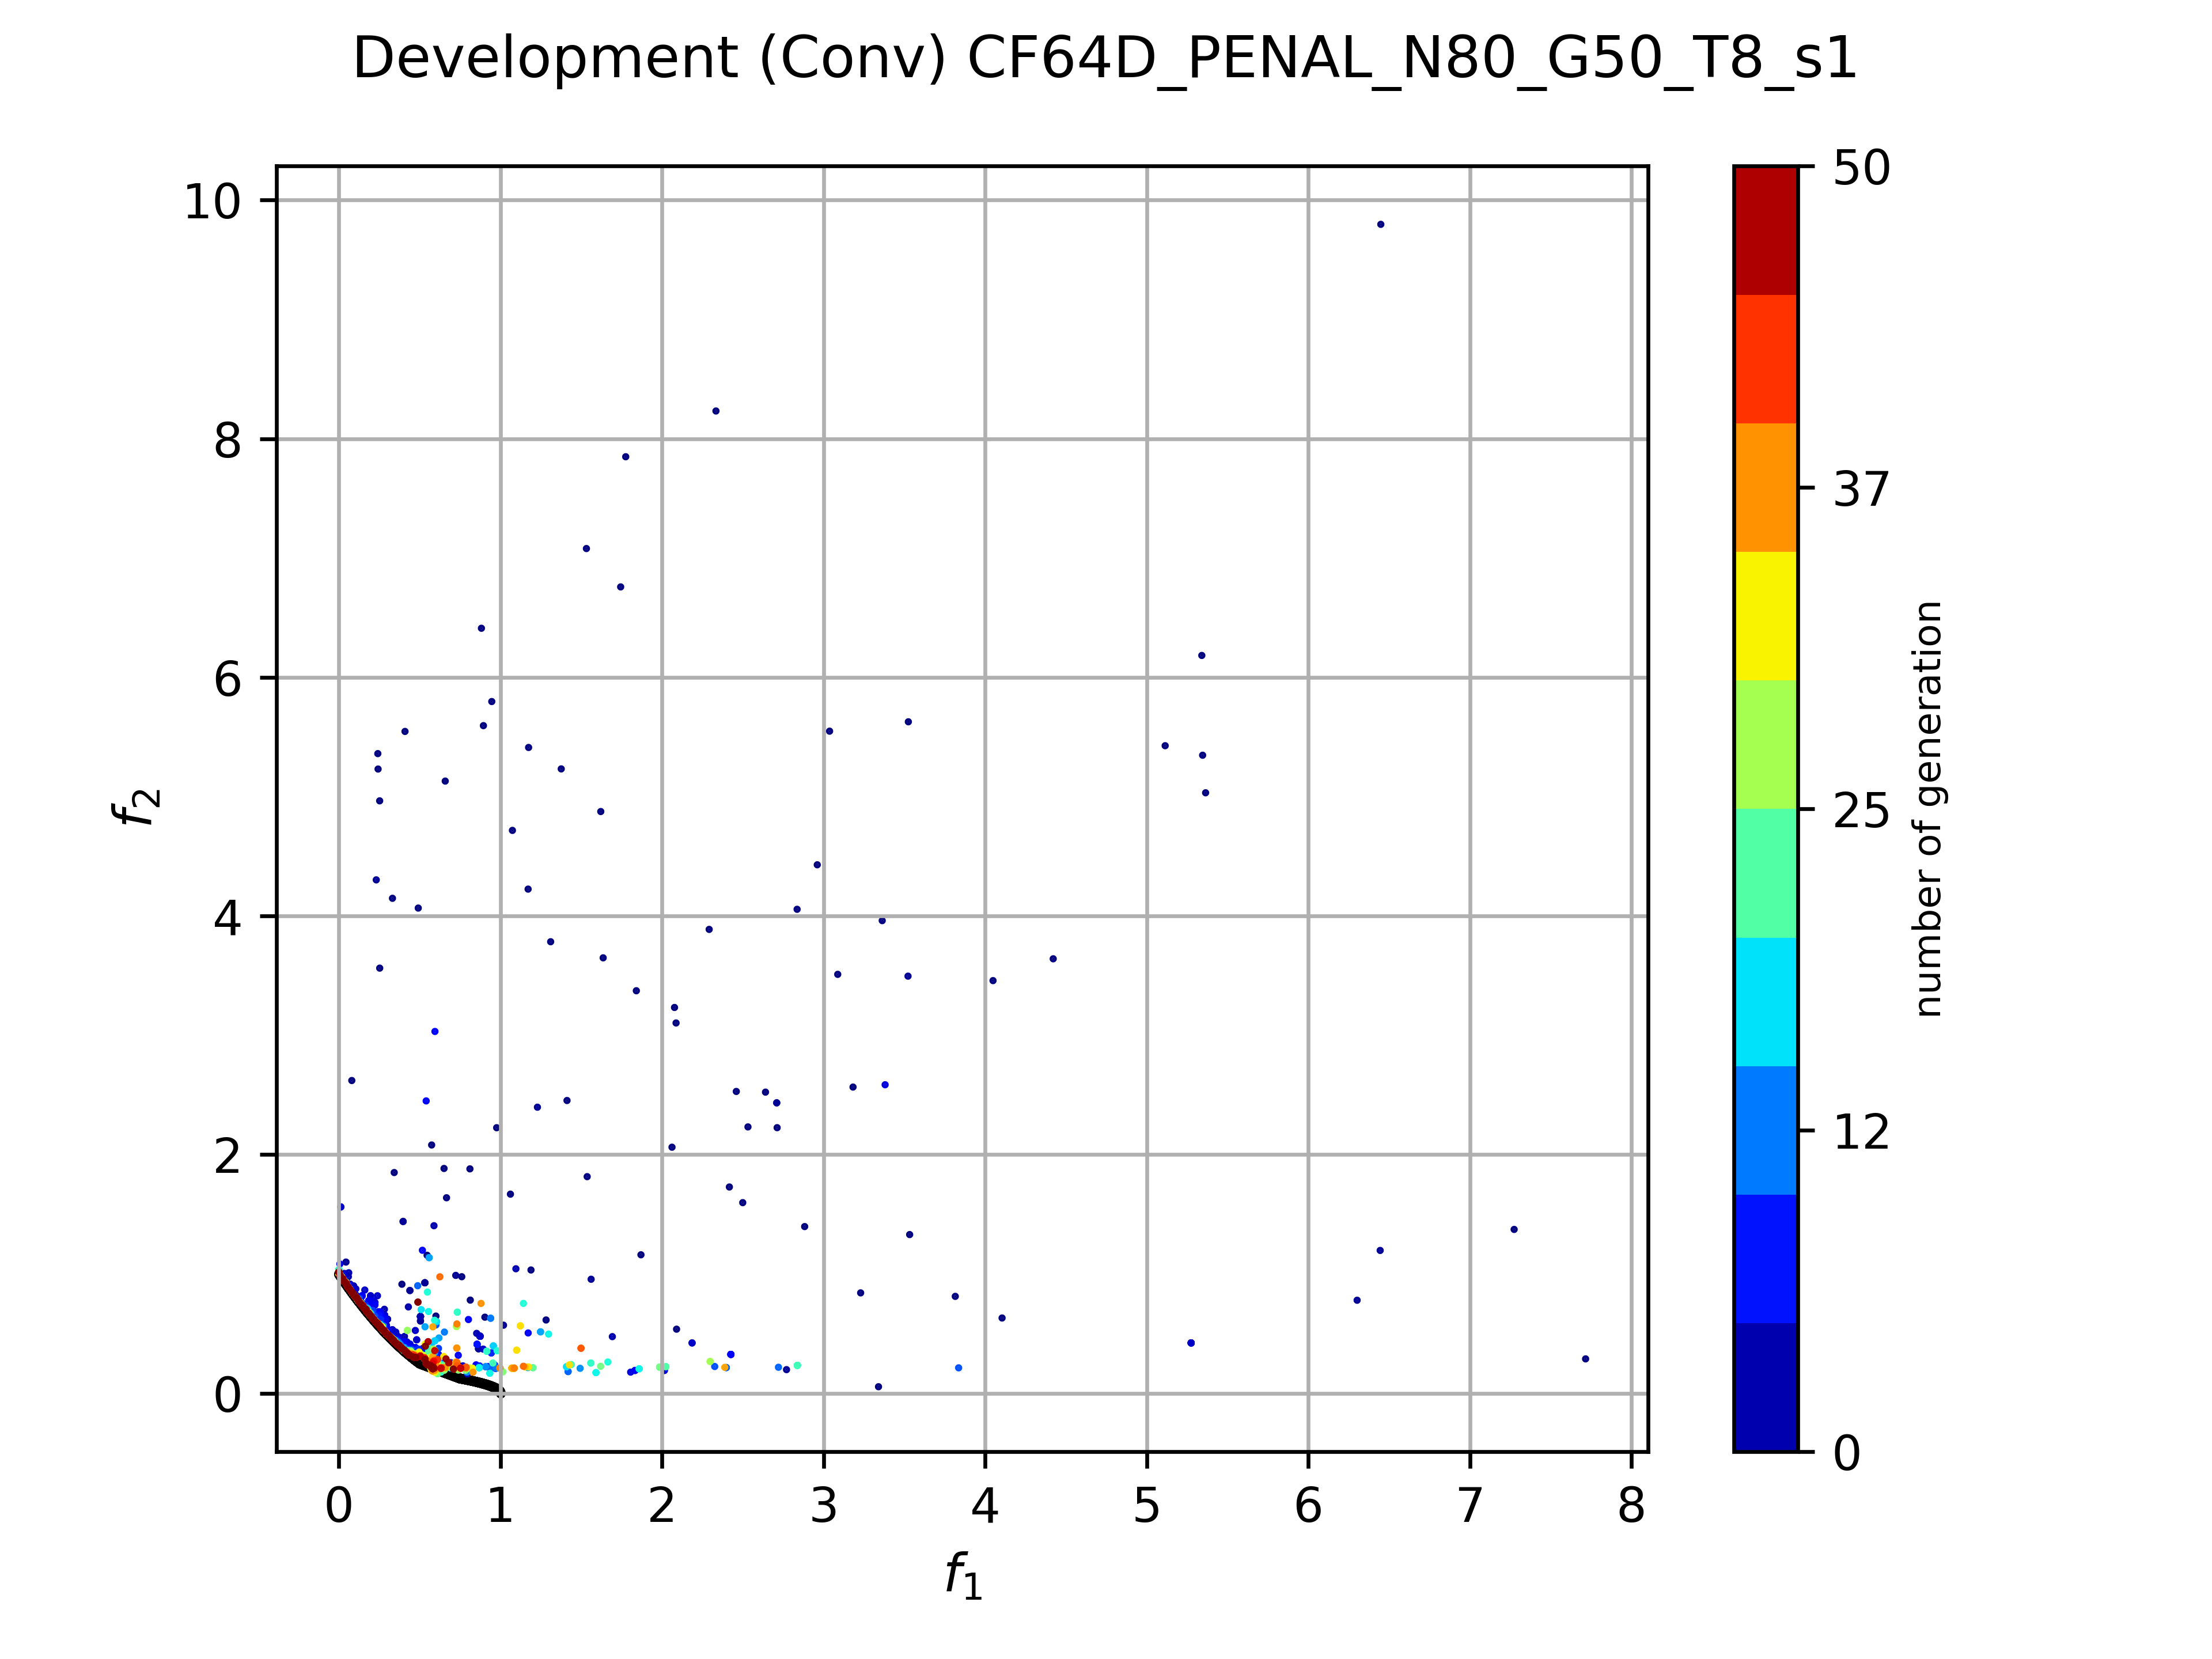 Development (Conv) CF64D_PENAL_N80_G50_T8_s1
10
8
6
4
2
0
f2
0 1 2 3 4 5 6 7 8
f1
50
37
25
12
0
number of generation